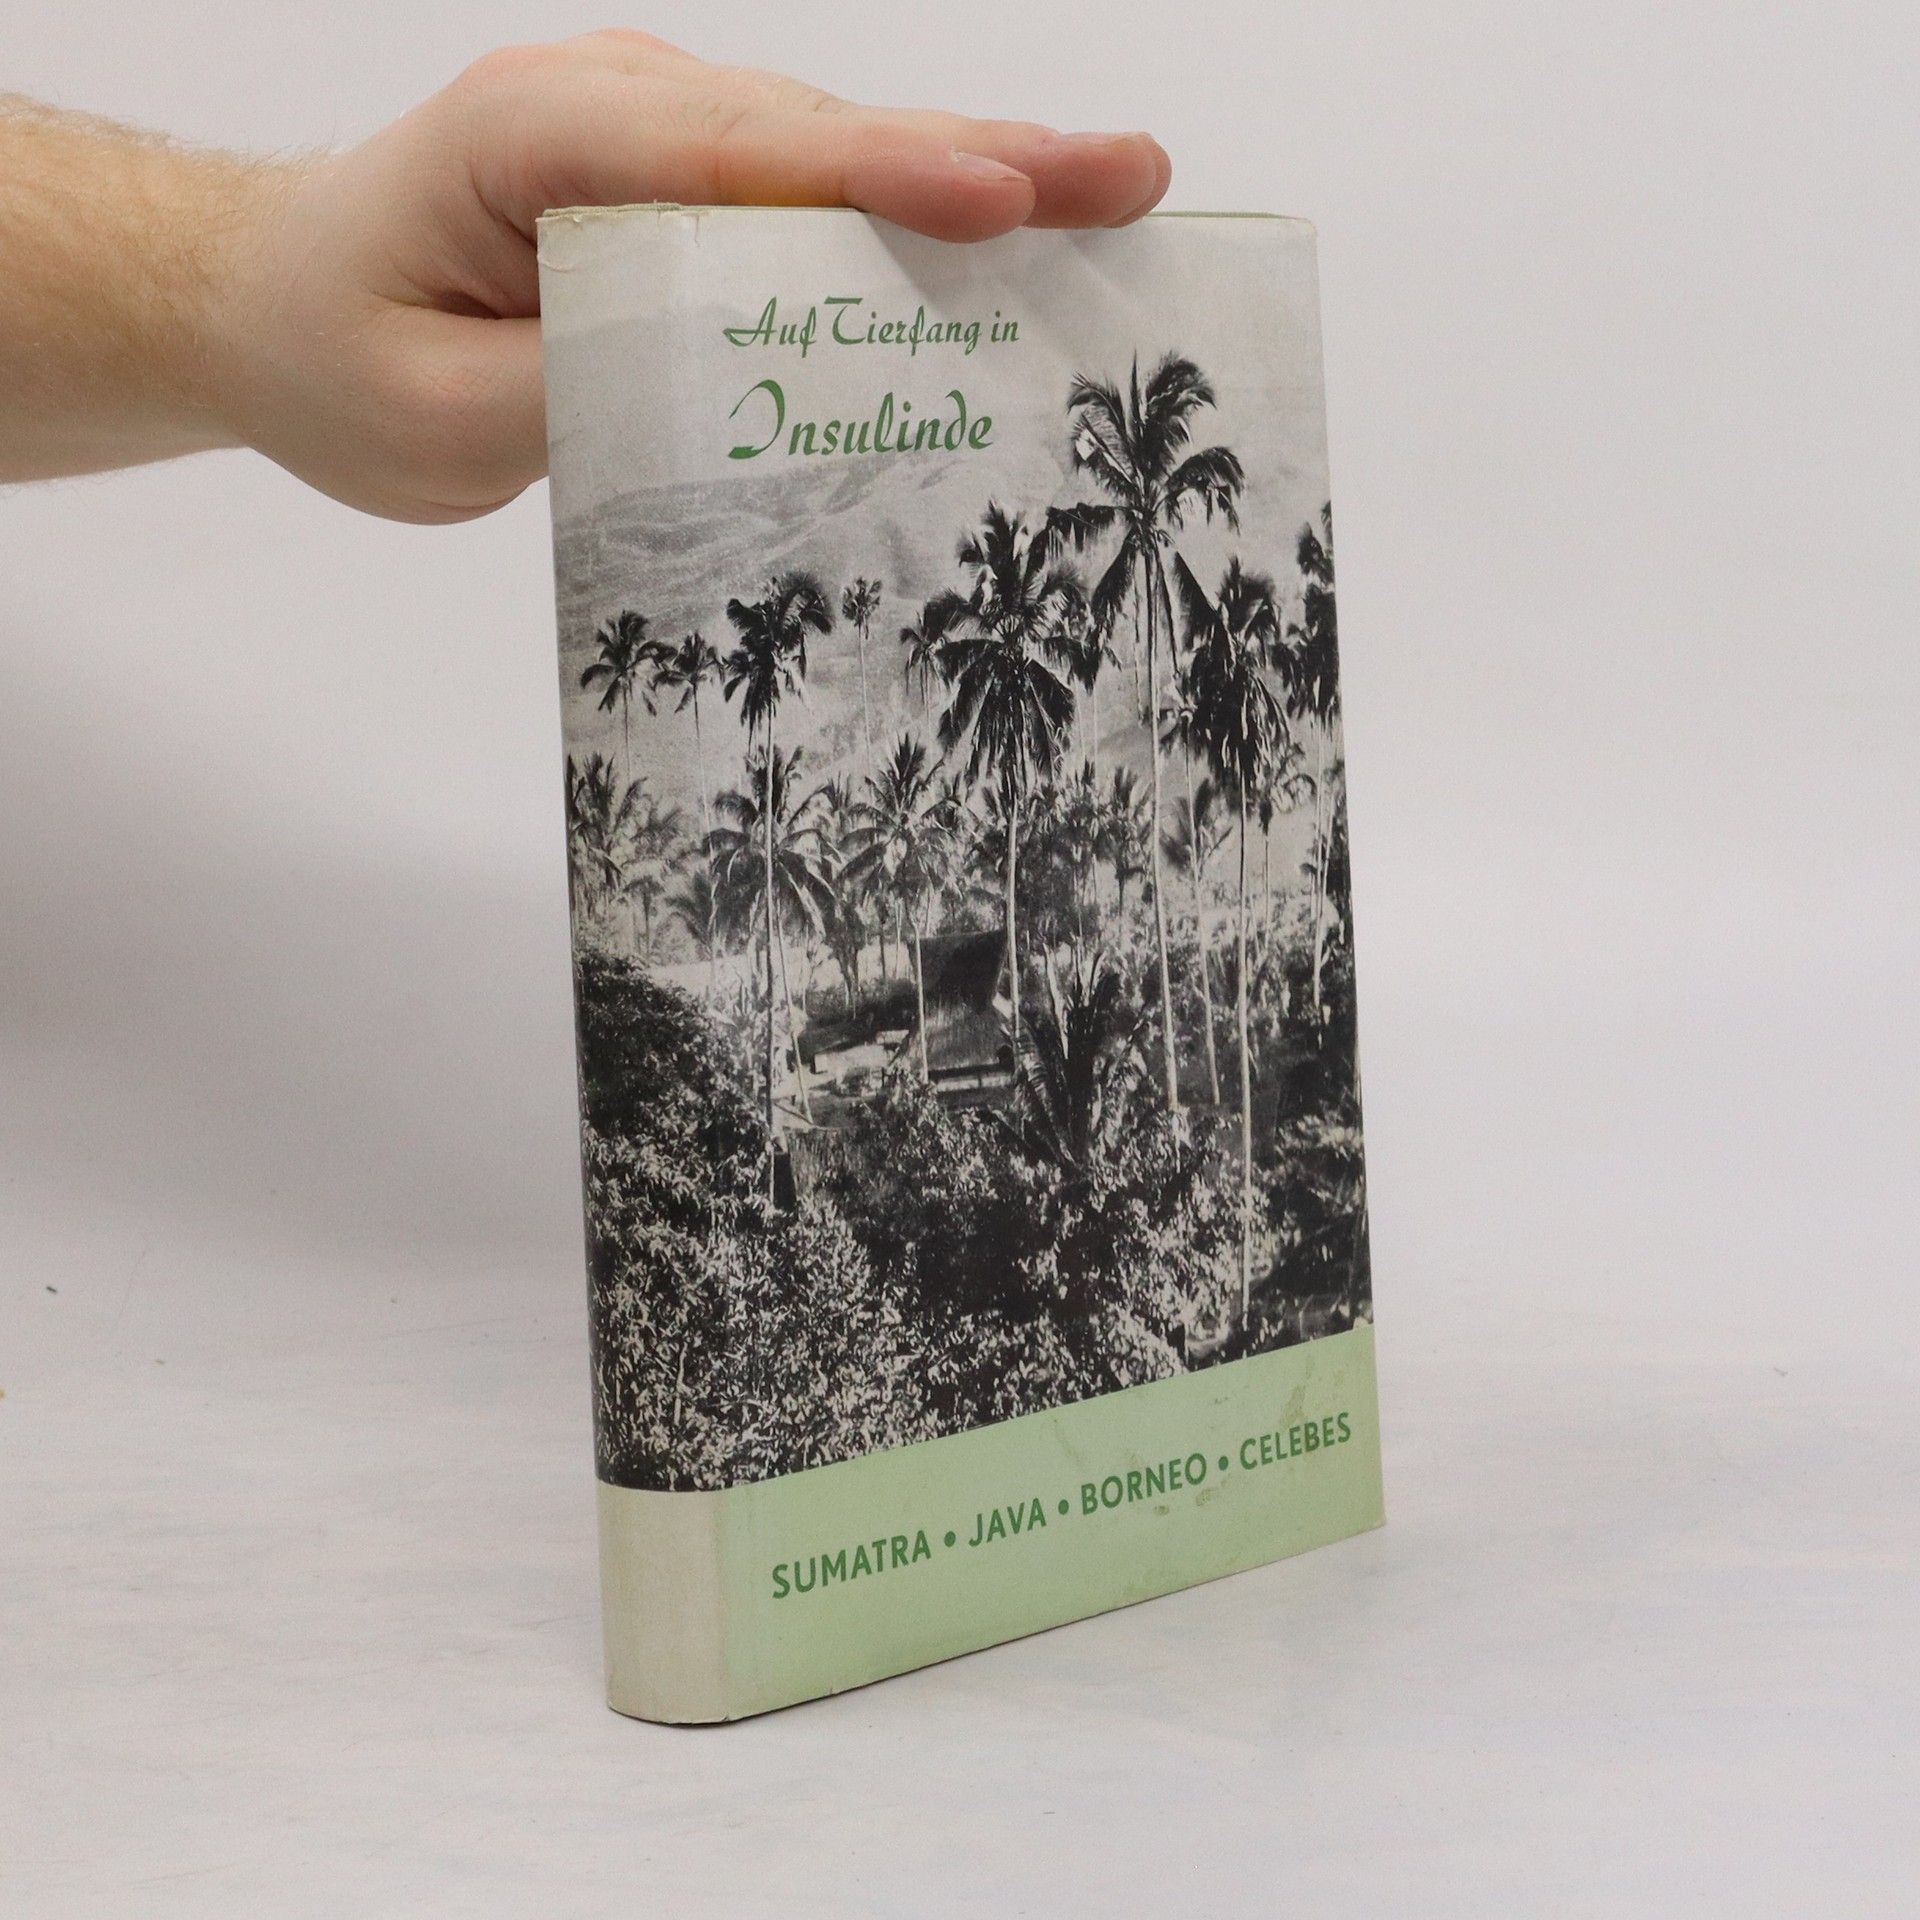 Auf Tierfang in
Insulinde
SUMATRA • JAVA • BORNEO • CELEBES